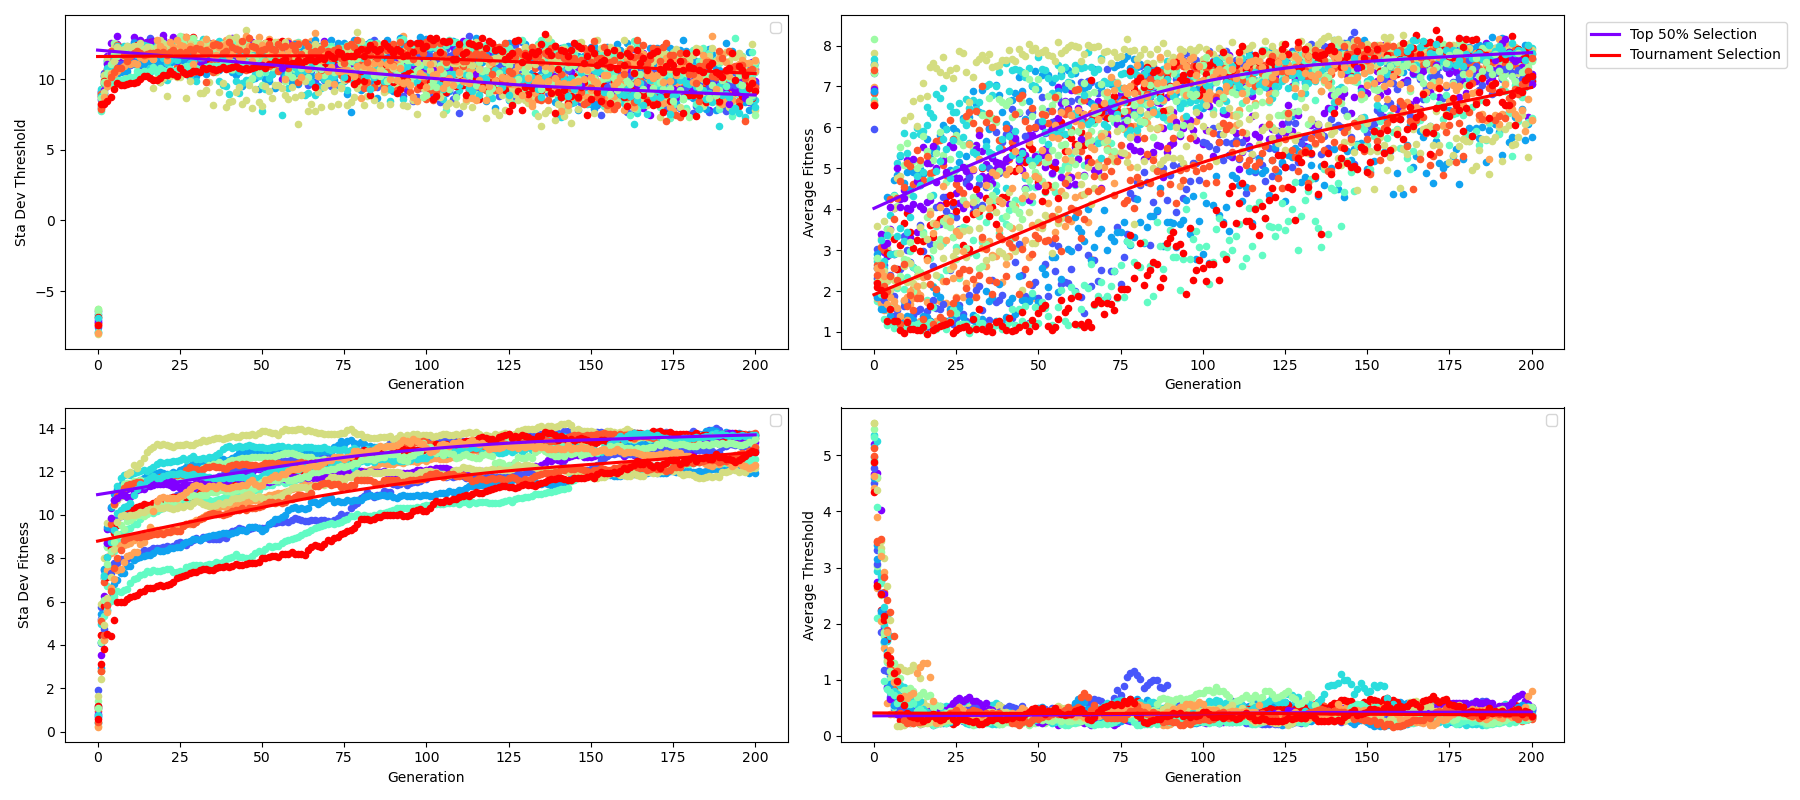 Sta Dev Threshold
10
5
0
−5
0 25 50 75 100 125 150 175 200
Generation
Average Fitness
8
7
6
5
4
3
2
1
0 25 50 75 100 125 150 175 200
Generation
Top 50% Selection
Tournament Selection
Sta Dev Fitness
14
12
10
8
6
4
2
0
0 25 50 75 100 125 150 175 200
Generation
Average Threshold
5
4
3
2
1
0
0 25 50 75 100 125 150 175 200
Generation